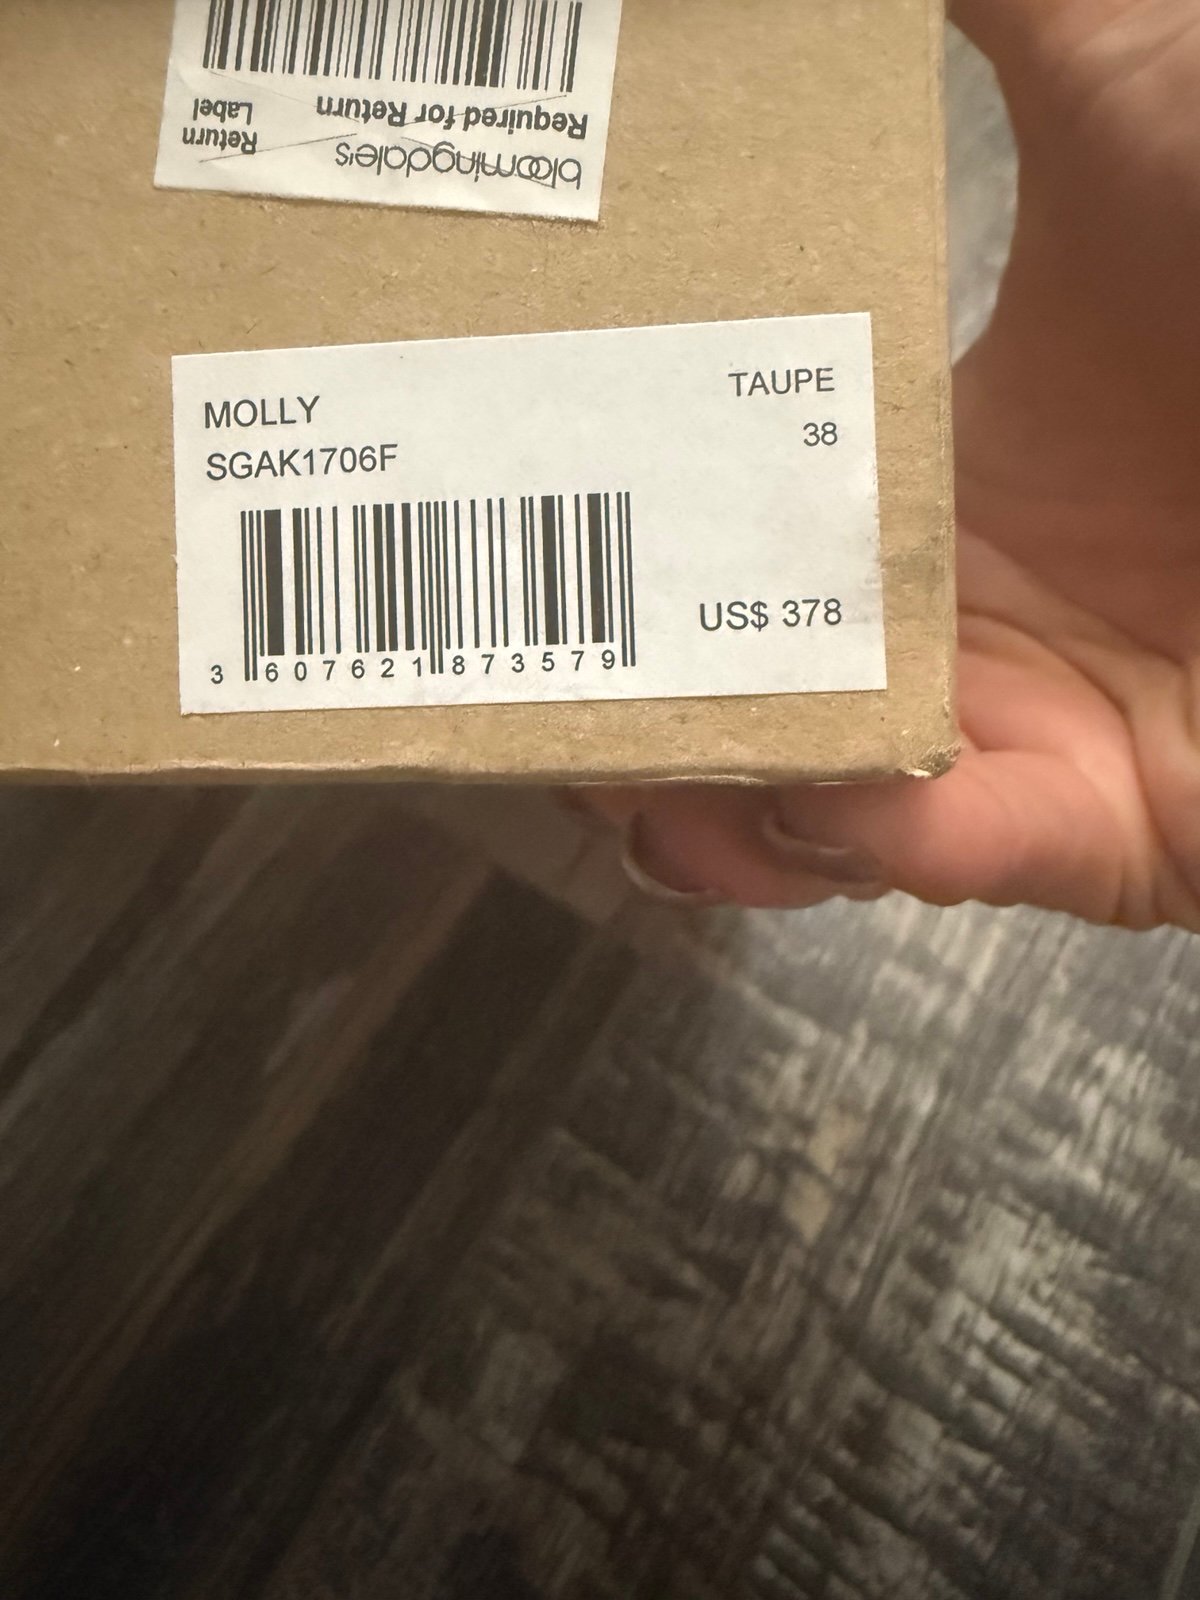 bloomingdale's
Return Label
Required for Return
MOLLY
TAUPE
SGAK1706F
38
US$ 378
3 607621 873579